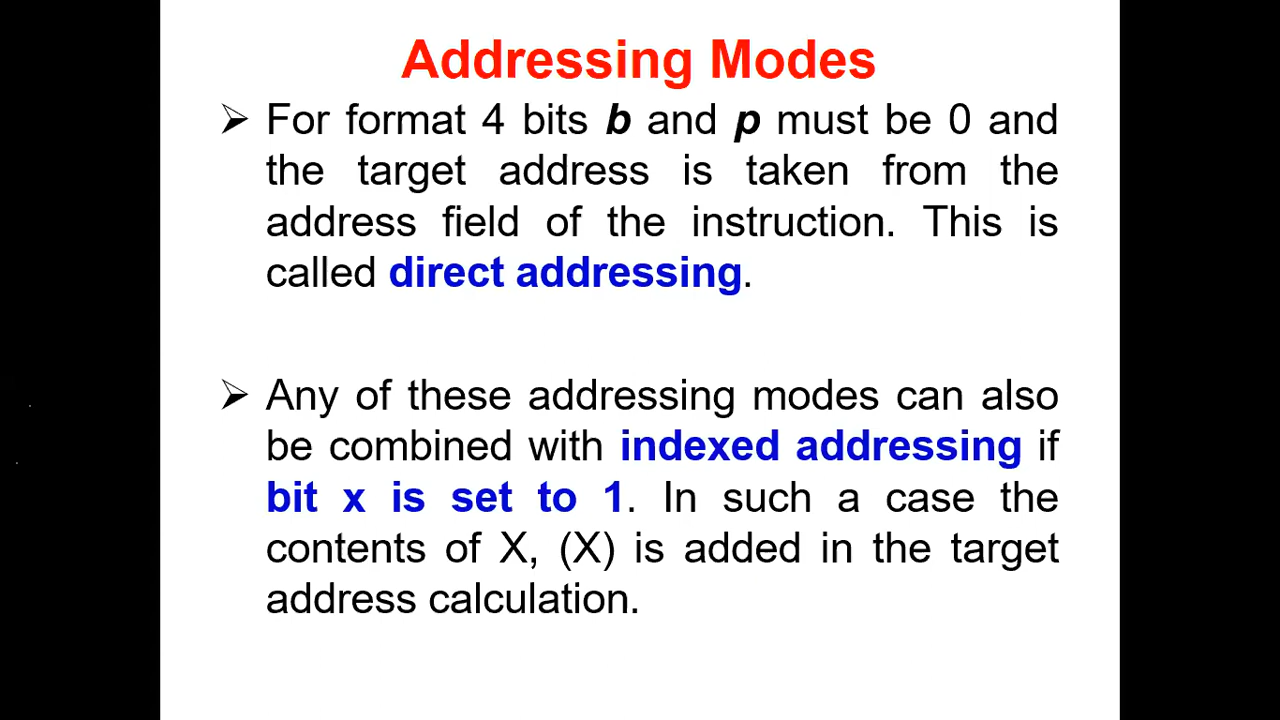 Addressing Modes
➢ For format 4 bits b and p must be 0 and
the target address is taken from the
address field of the instruction. This is
called direct addressing.
➢ Any of these addressing modes can also
be combined with indexed addressing if
bit x is set to 1. In such a case the
contents of X, (X) is added in the target
address calculation.